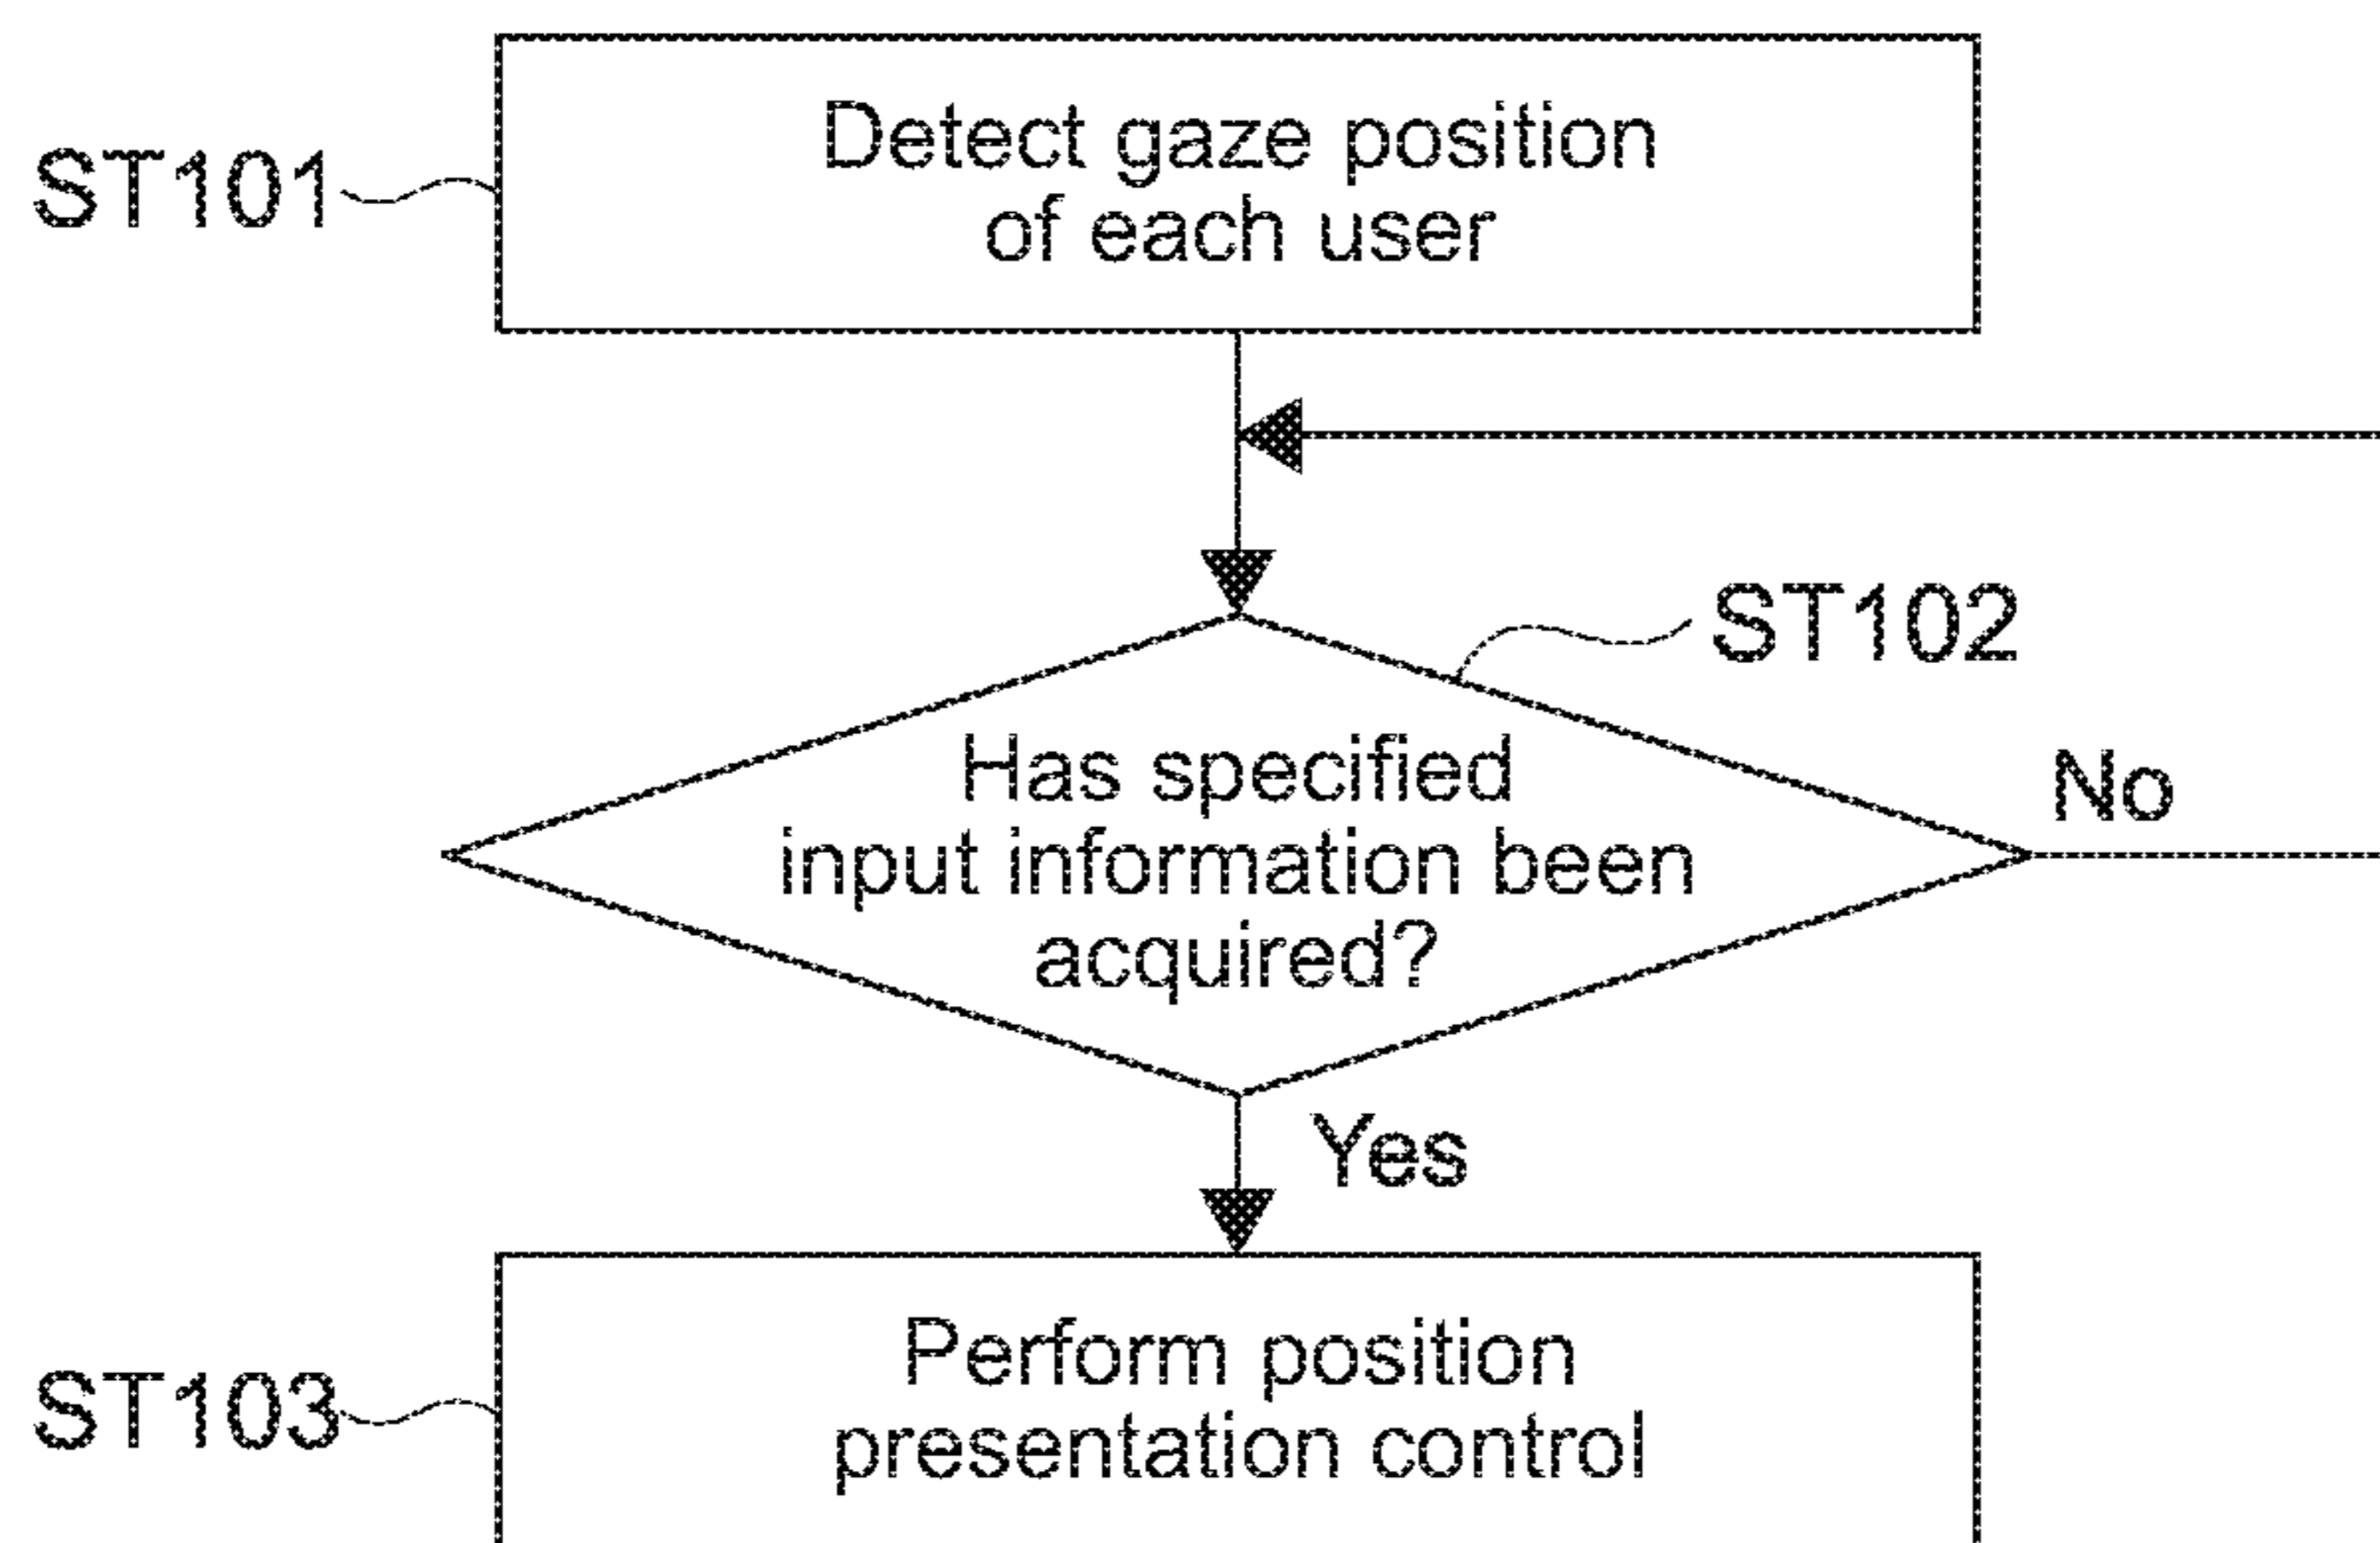 ST101
Detect gaze position
of each user
ST102
Has specified
input information been
acquired?
No
Yes
ST103
Perform position
presentation control